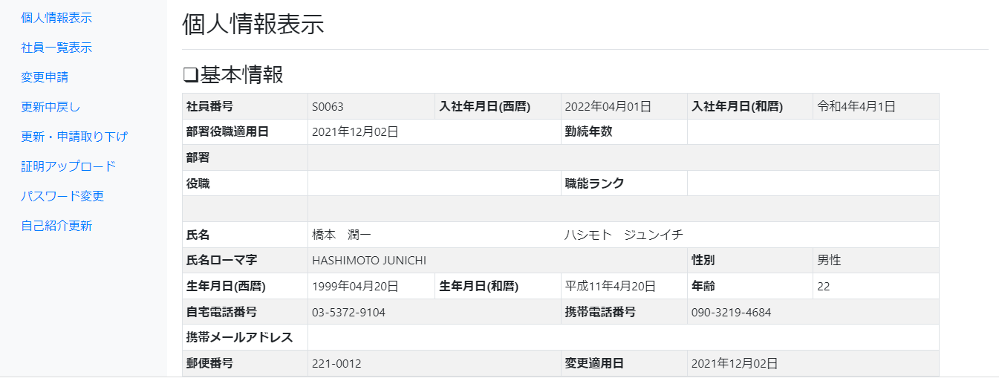 個人情報表示
社員一覧表示
変更申請
更新中戻し
更新・申請取り下げ
証明アップロード
パスワード変更
自己紹介更新
個人情報表示
❏基本情報
社員番号 S0063 入社年月日(西暦) 2022年04月01日 入社年月日(和暦) 令和4年4月1日
部署役職適用日 2021年12月02日 勤続年数
部署
役職 職能ランク
氏名 橋本　潤一 ハシモト　ジュンイチ
氏名ローマ字 HASHIMOTO JUNICHI 性別 男性
生年月日(西暦) 1999年04月20日 生年月日(和暦) 平成11年4月20日 年齢 22
自宅電話番号 03-5372-9104 携帯電話番号 090-3219-4684
携帯メールアドレス
郵便番号 221-0012 変更適用日 2021年12月02日